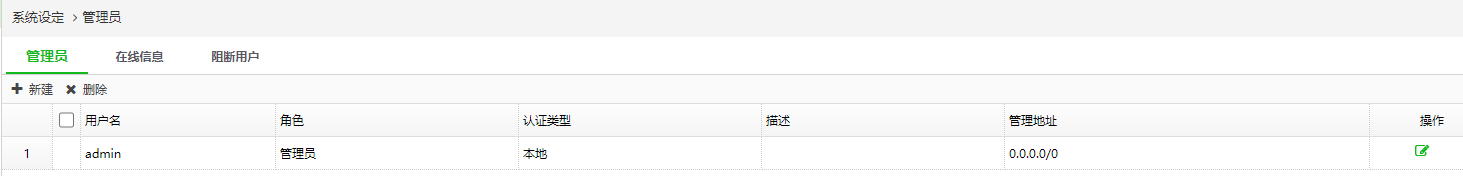 系统设定 > 管理员
管理员 在线信息 阻断用户
新建 删除
用户名 角色 认证类型 描述 管理地址 操作
1 admin 管理员 本地 0.0.0.0/0